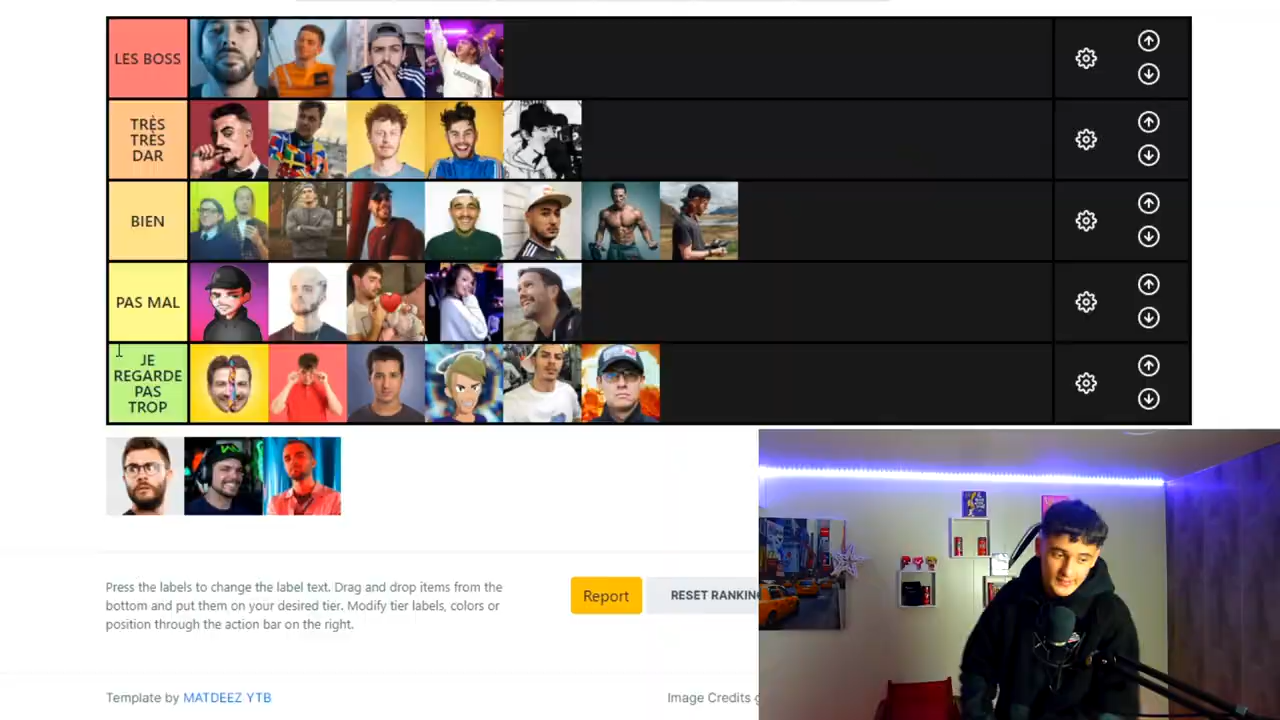 LES BOSS
TRÈS
TRÈS
DAR
BIEN
PAS MAL
JE
REGARDE
PAS
TROP
Press the labels to change the label text. Drag and drop items from the
bottom and put them on your desired tier. Modify tier labels, colors or
position through the action bar on the right.
Report
RESET RANKING
Template by MATDEEZ YTB
Image Credits